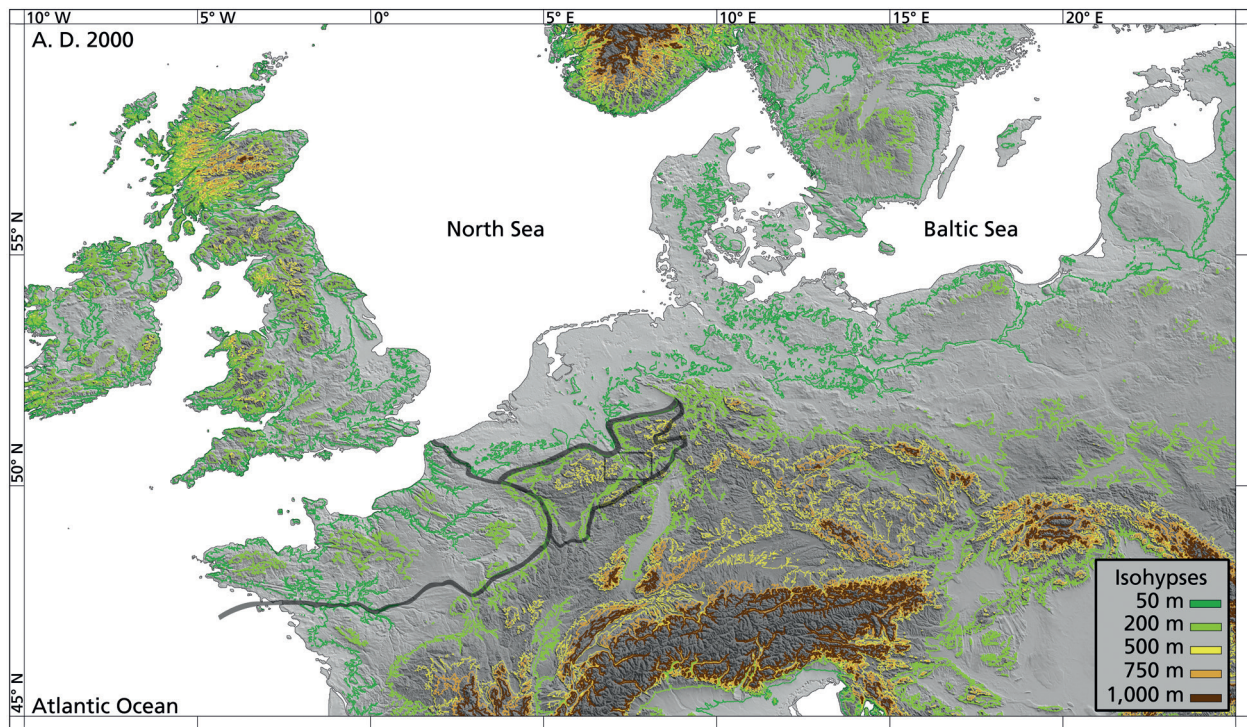 10° W
5° W
0°
5° E
10° E
15° E
20° E
A. D. 2000
55° N
North Sea
Baltic Sea
50° N
45° N
Atlantic Ocean
Isohypses
50 m
200 m
500 m
750 m
1,000 m